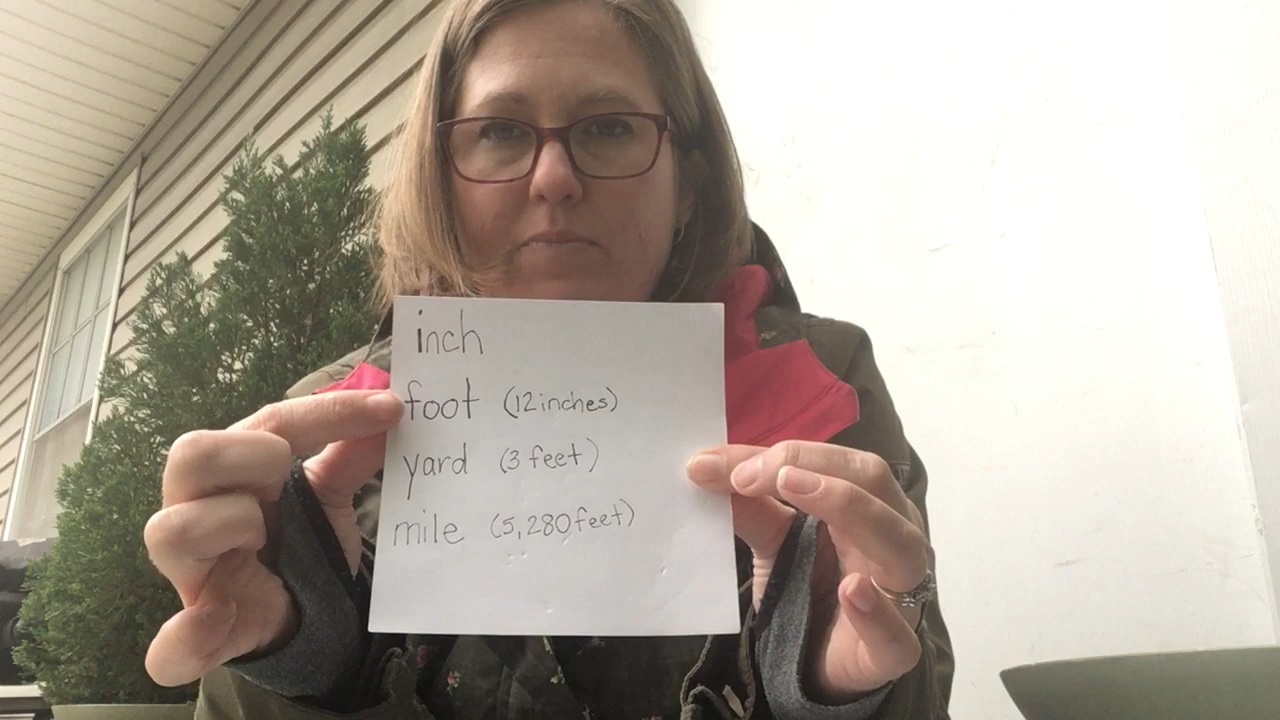 inch
foot (12 inches)
yard (3 feet)
mile (5,280 feet)